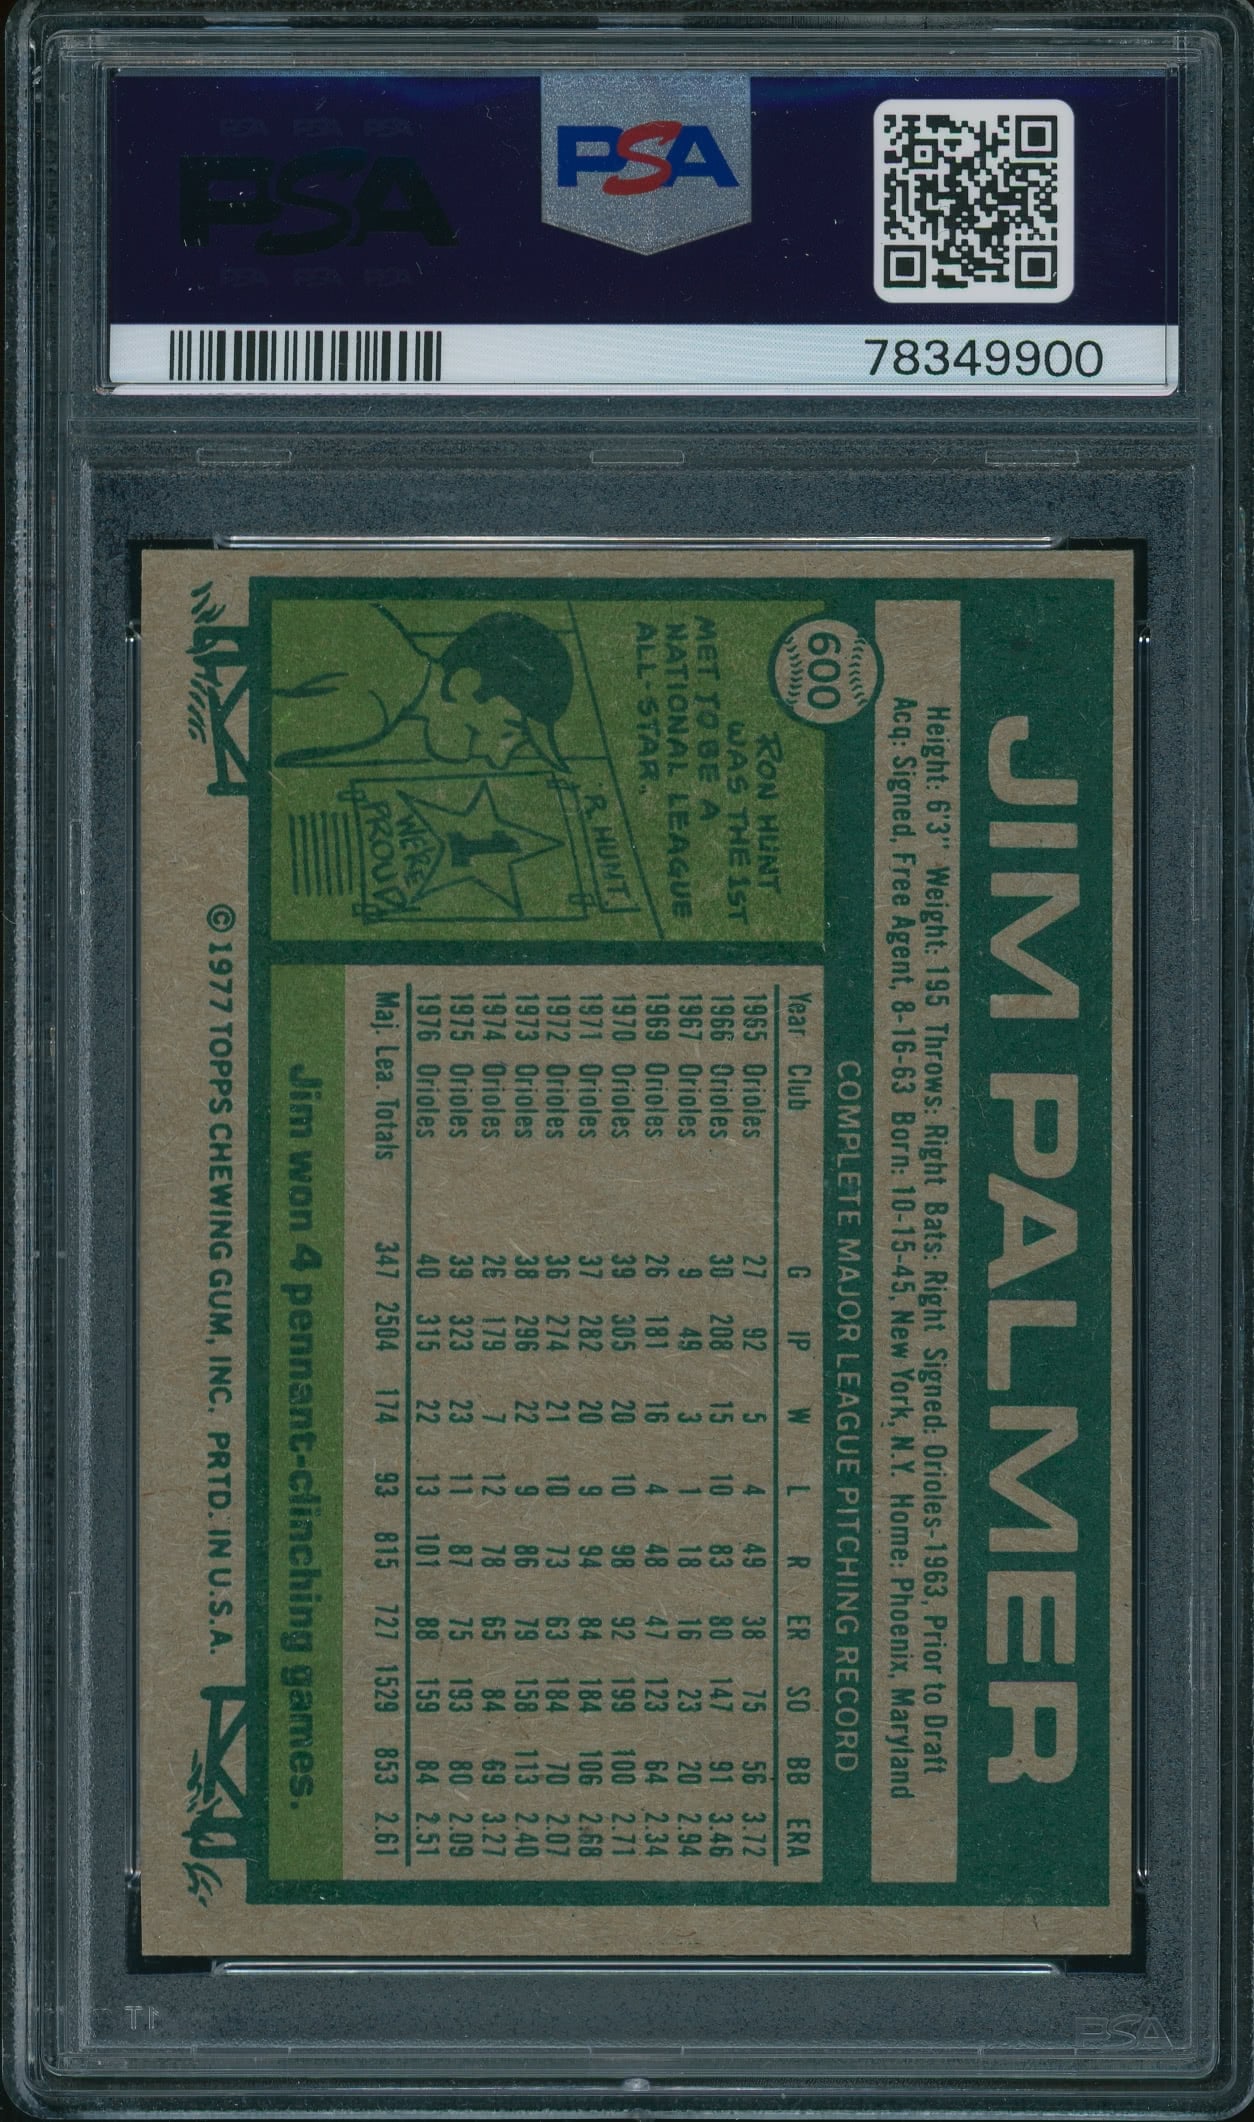 PSA PSA PSA
PSA
PSA PSA PSA
PSA
78349900
JIM PALMER
Height: 6'3" Weight: 195 Throws: Right Bats: Right Signed: Orioles-1963, Prior to Draft
Acq: Signed, Free Agent, 8-16-63 Born: 10-15-45, New York, N.Y. Home: Phoenix, Maryland
600
RON HUNT
WAS THE 1ST
MET TO BE A
NATIONAL LEAGUE
ALL-STAR.
R. HUNT
1
WE'RE
PROUD
COMPLETE MAJOR LEAGUE PITCHING RECORD
Year Club G IP W L R ER SO BB ERA
1965 Orioles 27 92 5 4 49 38 75 56 3.72
1966 Orioles 30 208 15 10 83 80 147 91 3.46
1967 Orioles 9 49 3 1 18 16 23 20 2.94
1969 Orioles 26 181 16 4 48 47 123 64 2.34
1970 Orioles 39 305 20 10 98 92 199 100 2.71
1971 Orioles 37 282 20 9 94 84 184 106 2.68
1972 Orioles 36 274 21 10 73 63 184 70 2.07
1973 Orioles 38 296 22 9 86 79 158 113 2.40
1974 Orioles 26 179 7 12 78 65 84 69 3.27
1975 Orioles 39 323 23 11 87 75 193 80 2.09
1976 Orioles 40 315 22 13 101 88 159 84 2.51
Maj. Lea. Totals 347 2504 174 93 815 727 1529 853 2.61
Jim won 4 pennant-clinching games.
©1977 TOPPS CHEWING GUM, INC. PRTD. IN U.S.A.
PSA